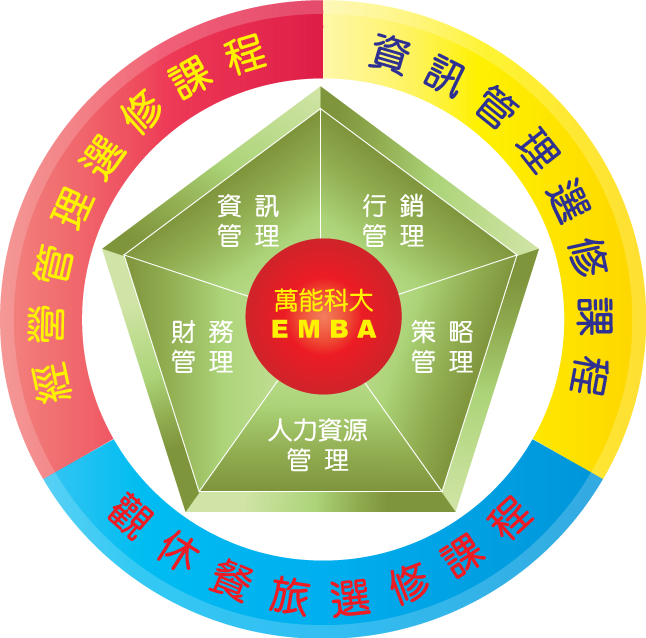 經營管理選修課程
資訊管理選修課程
資訊
管理
行銷
管理
萬能科大
EMBA
財務
管理
策略
管理
人力資源
管理
觀休餐旅選修課程